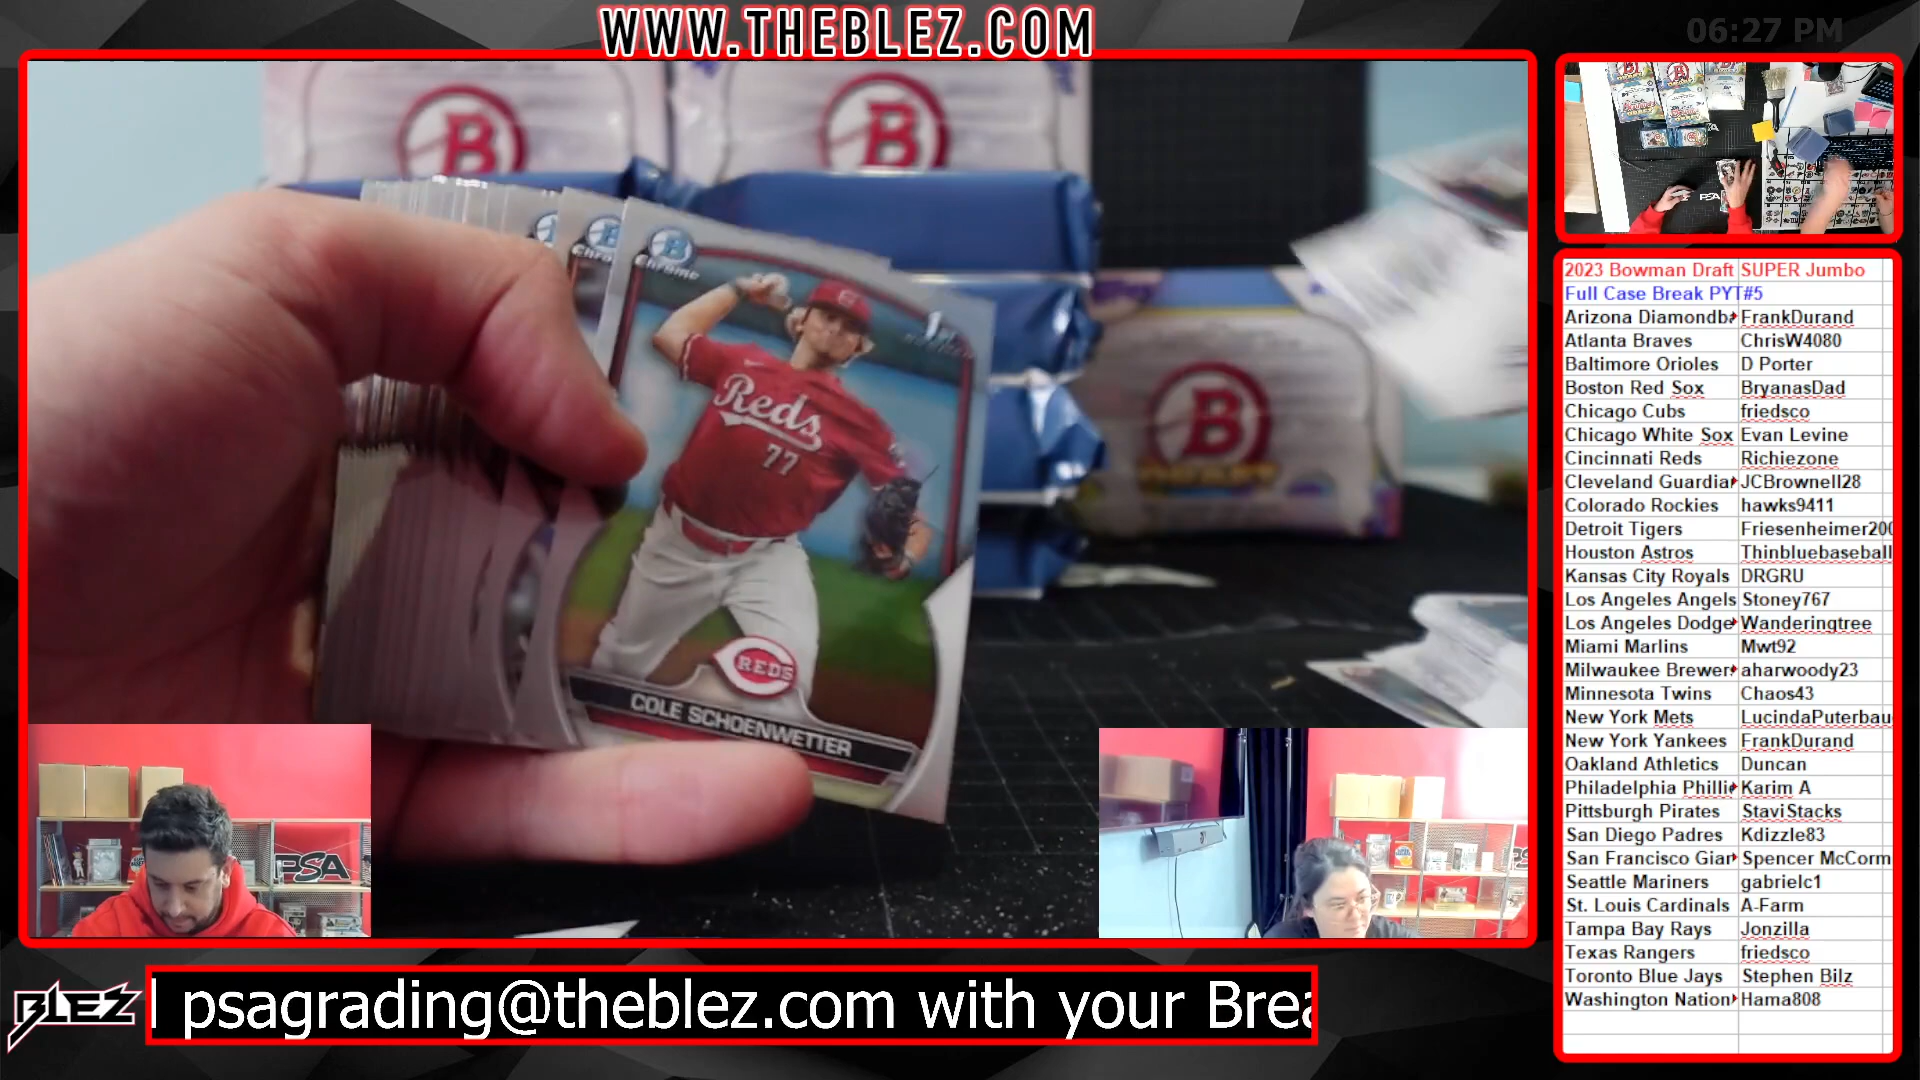 WWW.THEBLEZ.COM
06:27 PM
B
B
Chrome
1st
Reds
77
REDS
COLE SCHOENWETTER
B
PSA
BLEZ
psagrading@theblez.com with your Brea
2023 Bowman Draft SUPER Jumbo
Full Case Break PYT#5
Arizona Diamondba FrankDurand
Atlanta Braves ChrisW4080
Baltimore Orioles D Porter
Boston Red Sox BryanasDad
Chicago Cubs friedsco
Chicago White Sox Evan Levine
Cincinnati Reds Richiezone
Cleveland Guardia JCBrownell28
Colorado Rockies hawks9411
Detroit Tigers Friesenheimer200
Houston Astros Thinbluebaseball
Kansas City Royals DRGRU
Los Angeles Angels Stoney767
Los Angeles Dodge Wanderingtree
Miami Marlins Mwt92
Milwaukee Brewer aharwoody23
Minnesota Twins Chaos43
New York Mets LucindaPuterbau
New York Yankees FrankDurand
Oakland Athletics Duncan
Philadelphia Philli Karim A
Pittsburgh Pirates StaviStacks
San Diego Padres Kdizzle83
San Francisco Gian Spencer McCorm
Seattle Mariners gabrielc1
St. Louis Cardinals A-Farm
Tampa Bay Rays Jonzilla
Texas Rangers friedsco
Toronto Blue Jays Stephen Bilz
Washington Nation Hama808